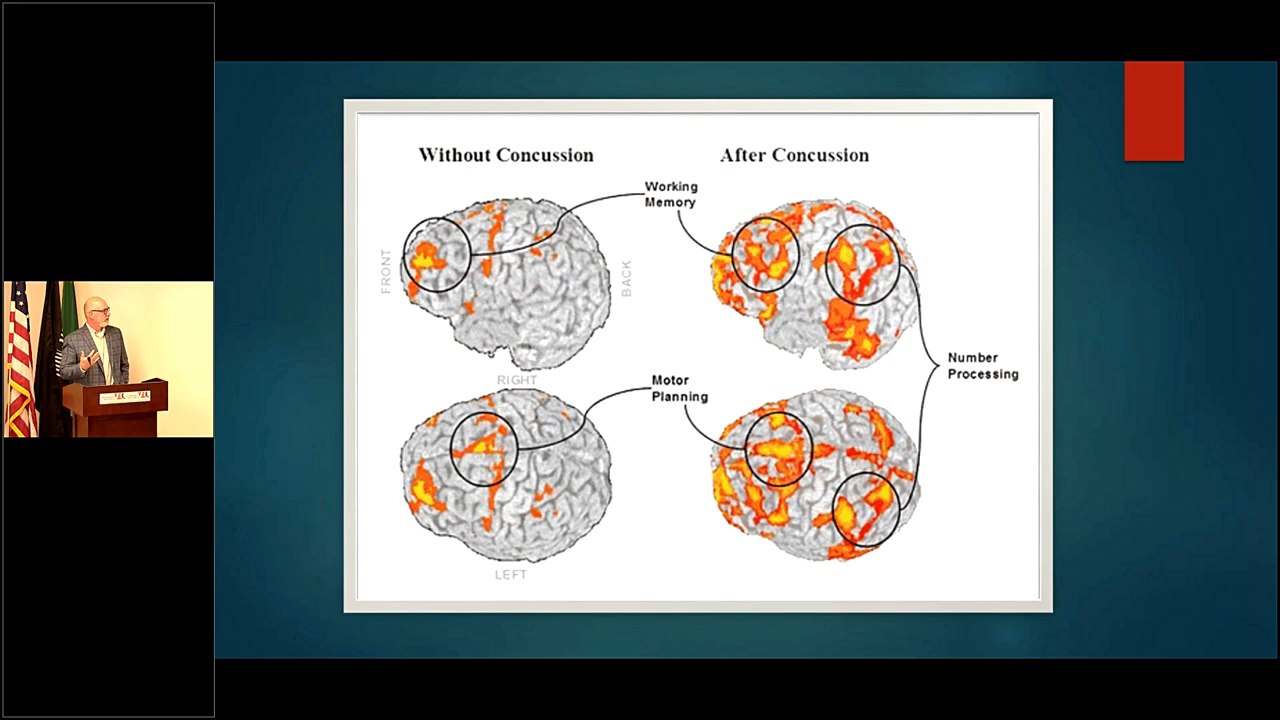 Without Concussion
After Concussion
Working
Memory
FRONT
BACK
Number
Processing
RIGHT
Motor
Planning
LEFT